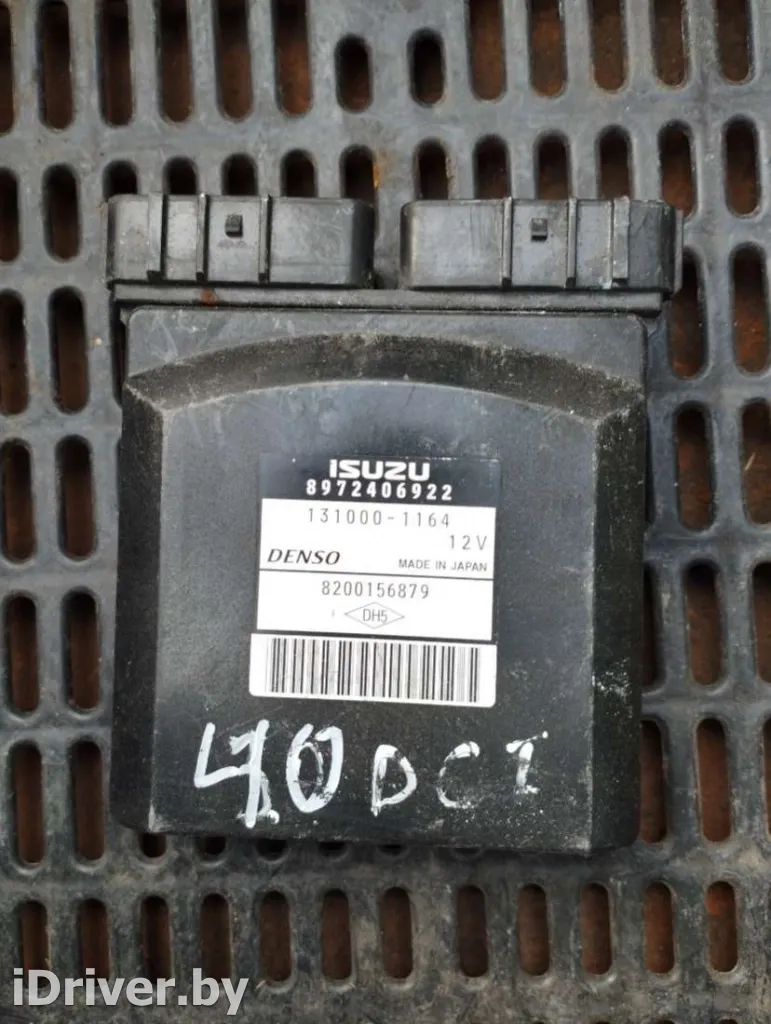 ISUZU
8972406922
131000-1164
12V
DENSO MADE IN JAPAN
8200156879
DH5
DCI
iDriver.by